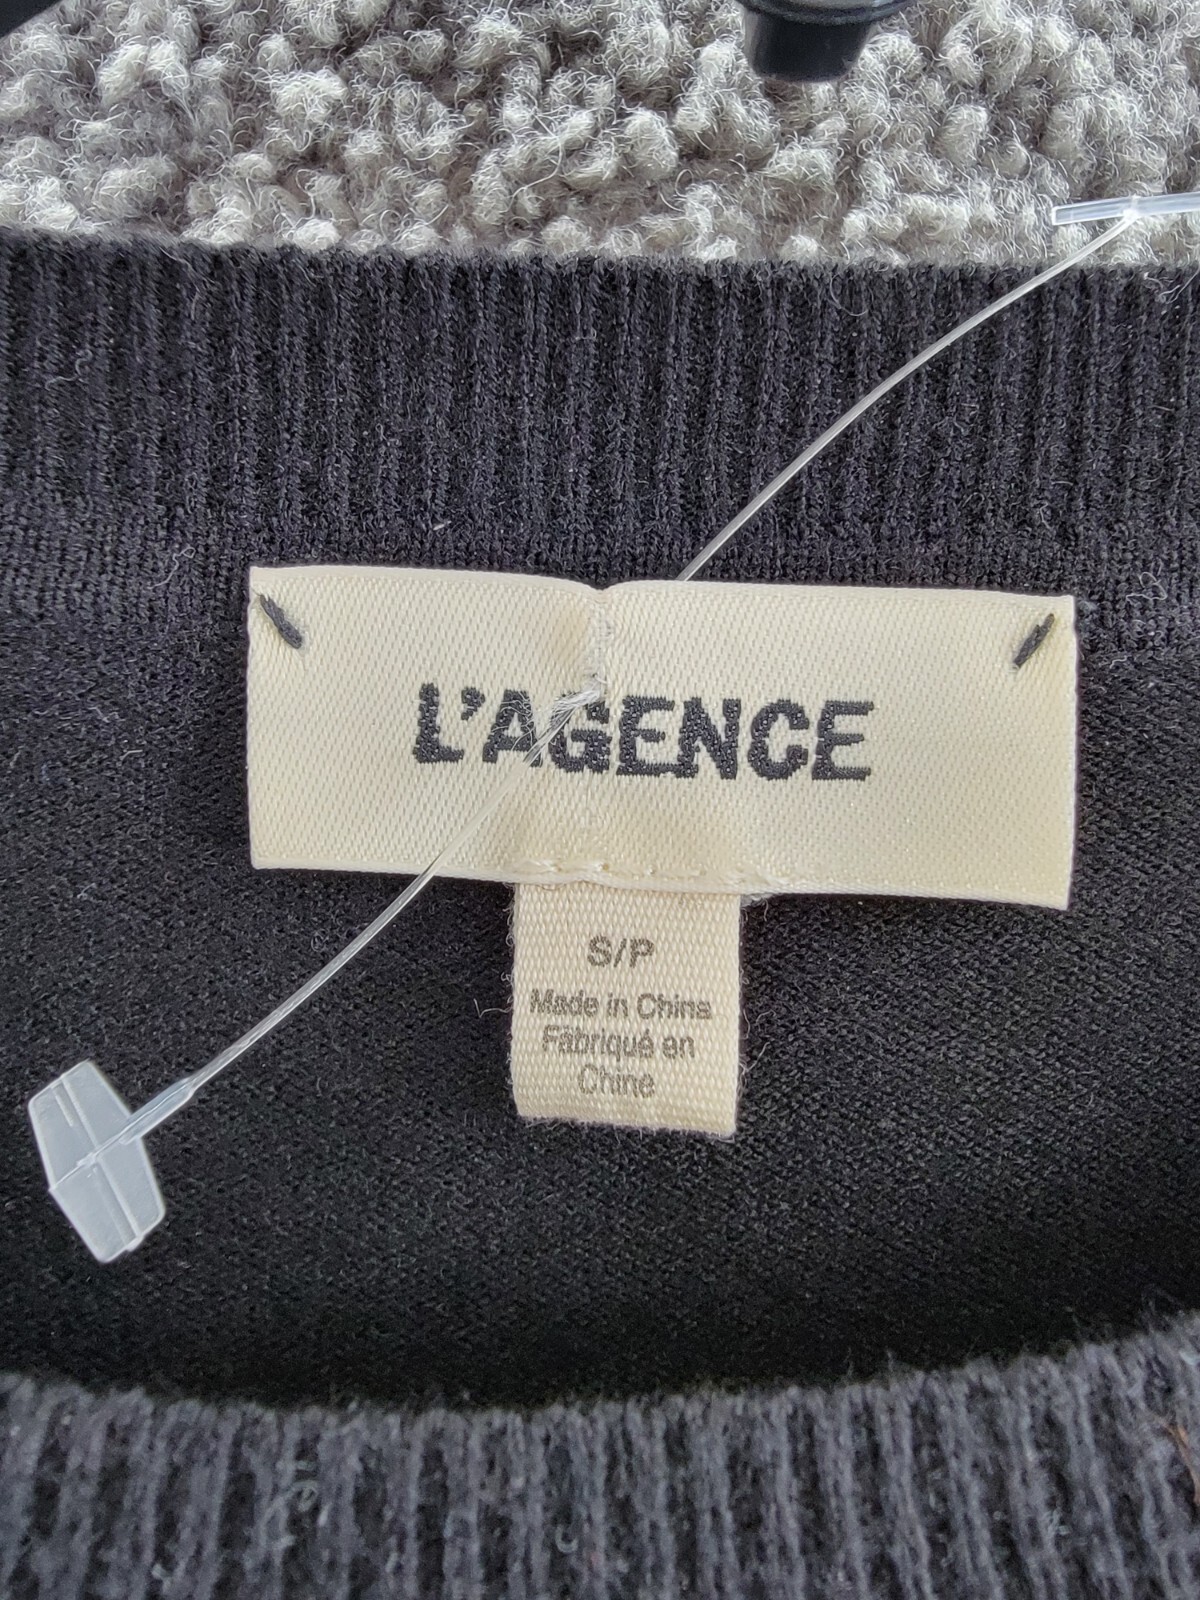 L'AGENCE
S/P
Made in China
Fabriqué en
Chine